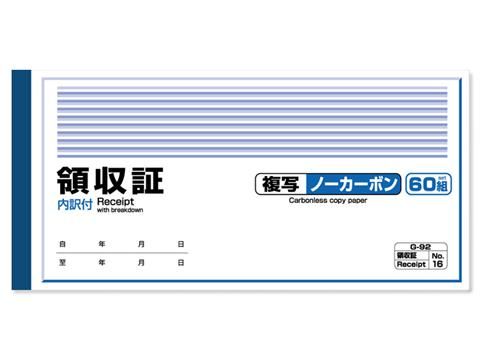 領収証
内訳付 Receipt
with breakdown
複写 ノーカーボン 60組 set
Carbonless copy paper
自 年 月 日
至 年 月 日
G-92
領収証 No.
Receipt 16